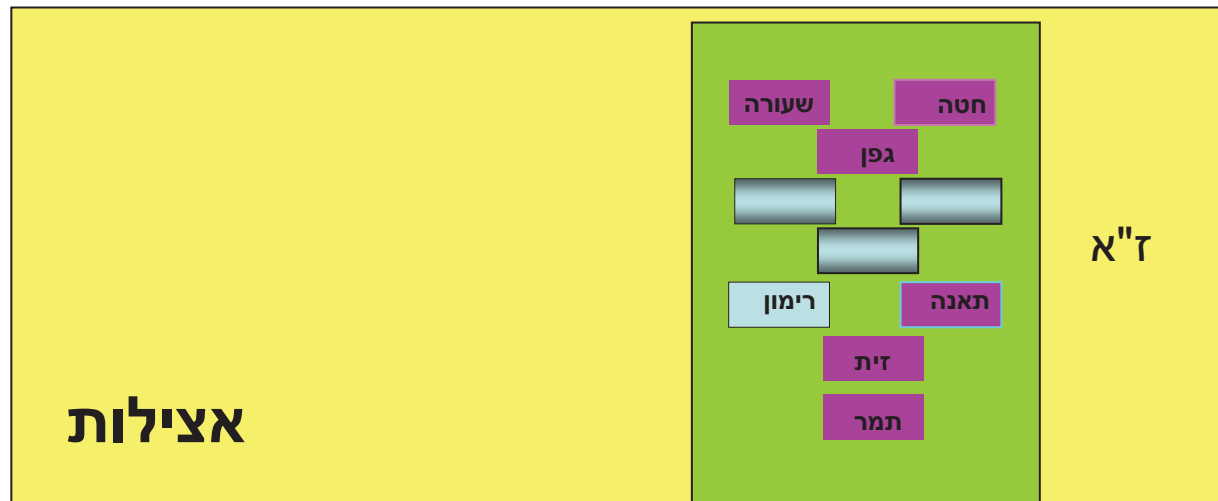 חטה שעורה
גפן
ז"א
תאנה רימון
זית
תמר
אצילות